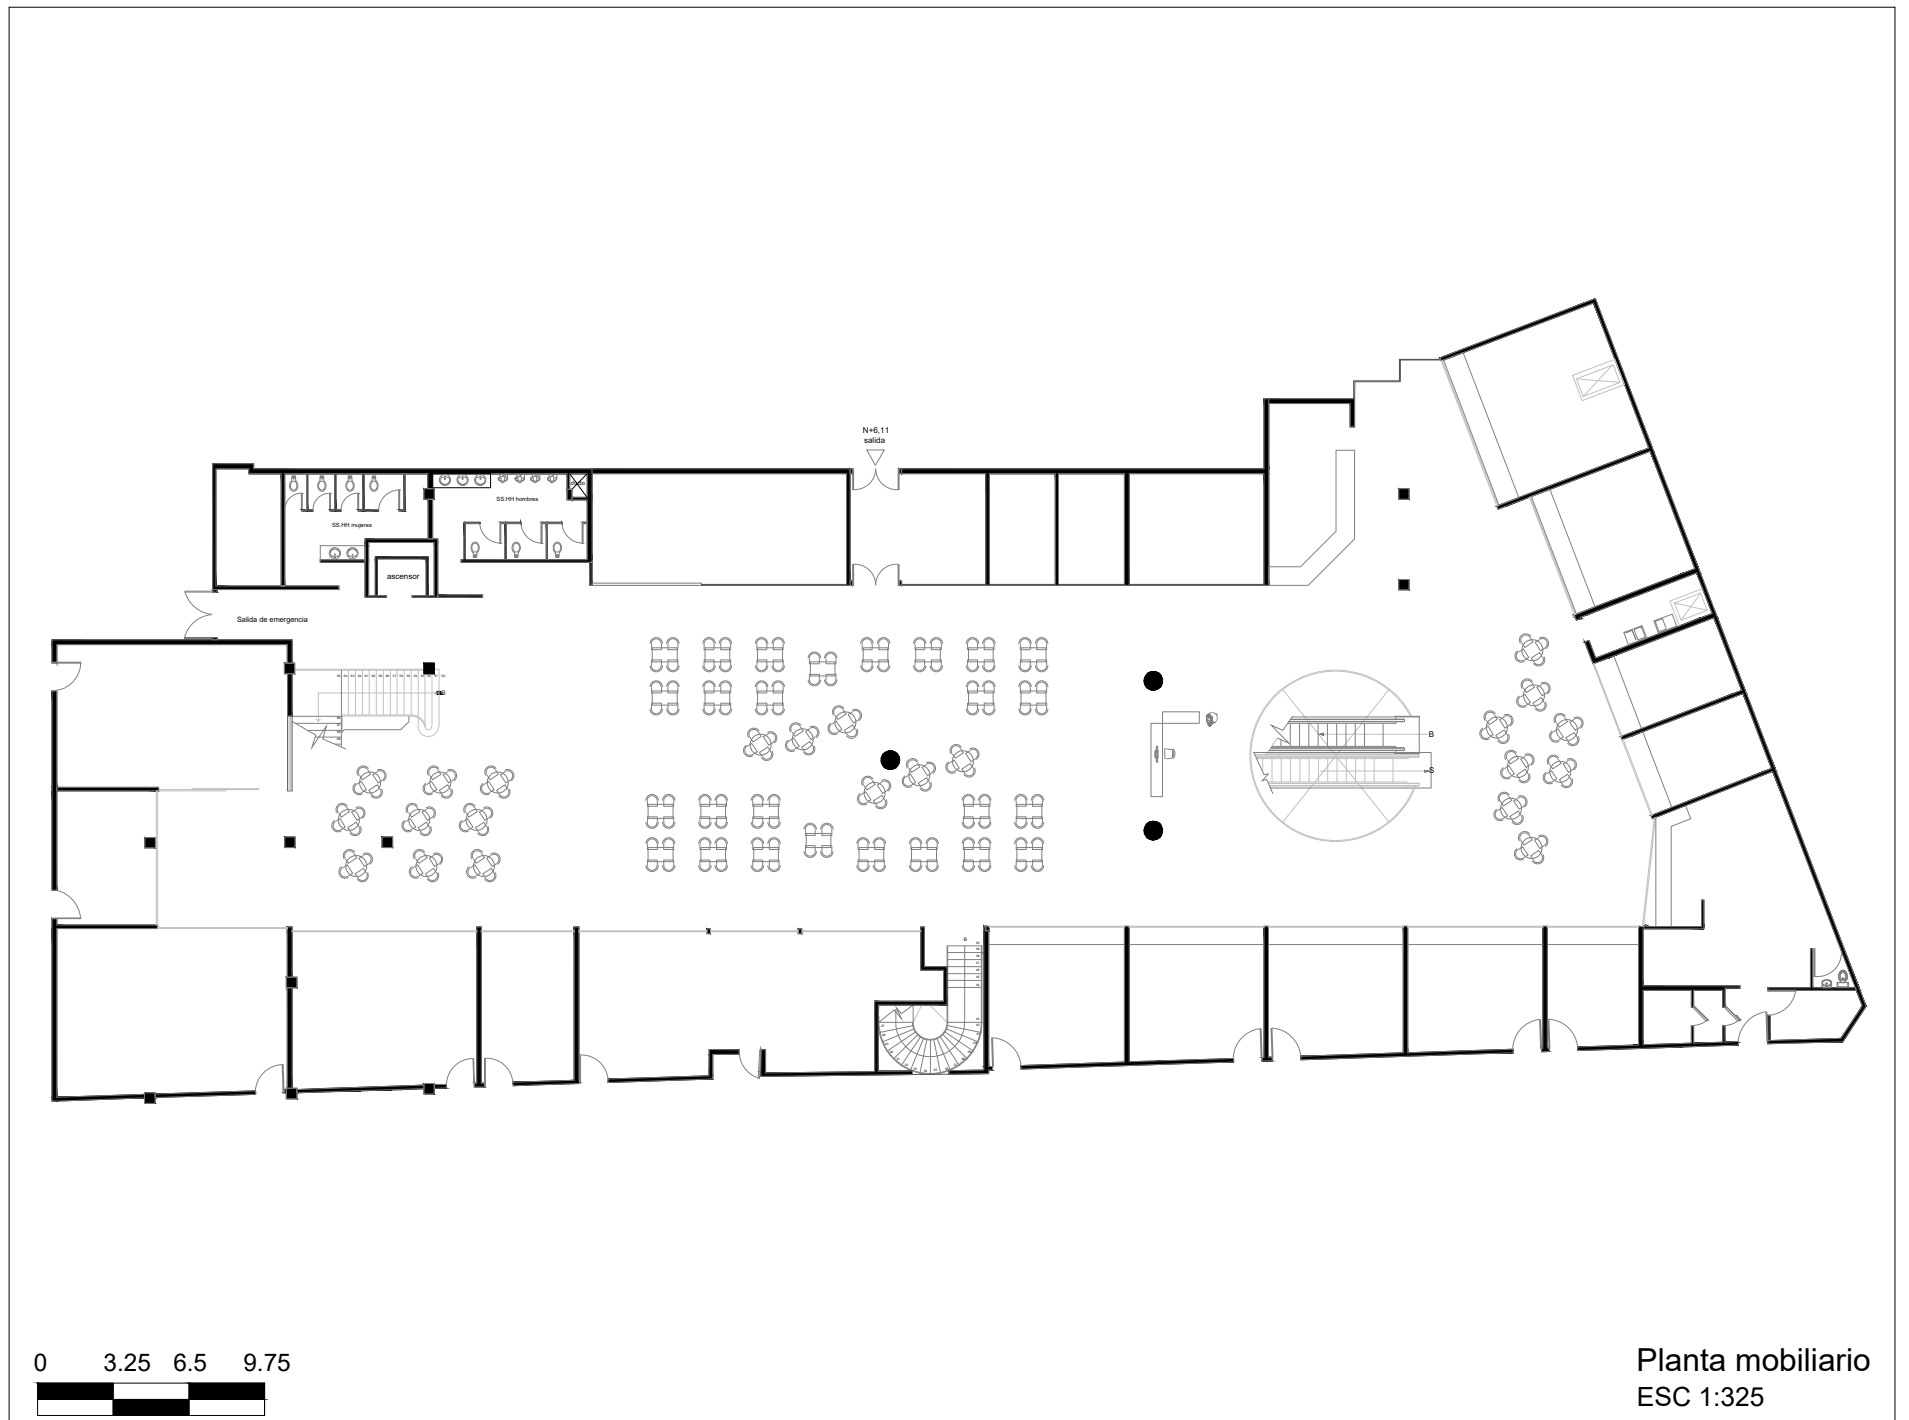 N+6,11
salida
SS.HH hombres
SS.HH mujeres
ascensor
Salida de emergencia
B
S
B
0 3.25 6.5 9.75
Planta mobiliario
ESC 1:325